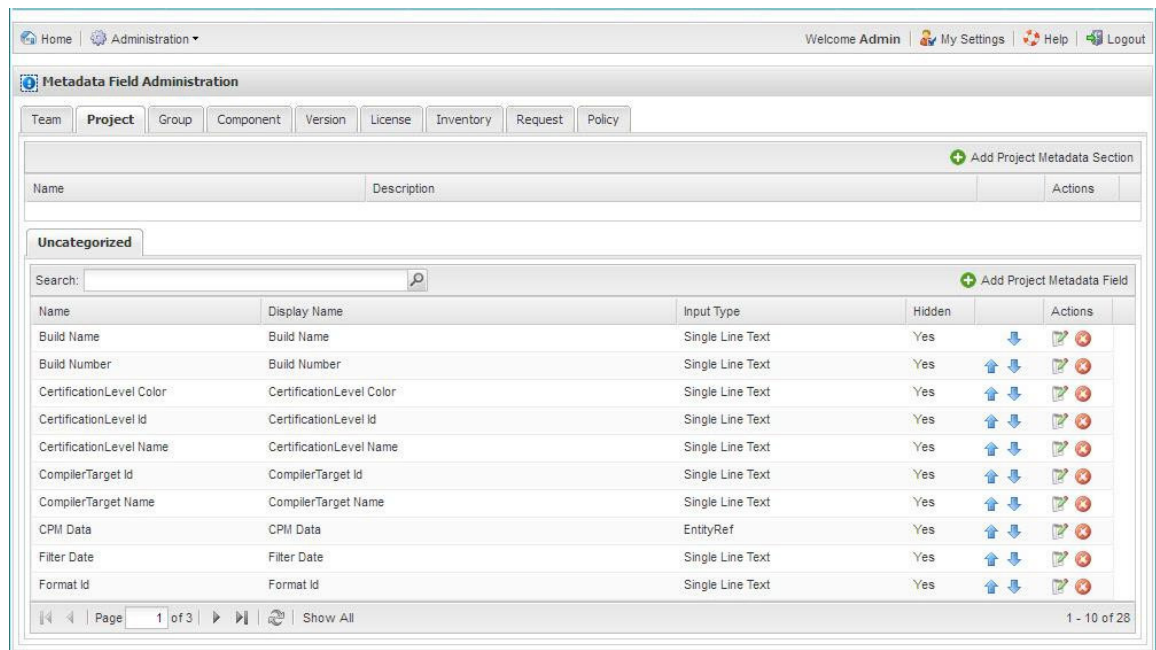 Home Administration Welcome Admin My Settings Help Logout
Metadata Field Administration
Team Project Group Component Version License Inventory Request Policy
Add Project Metadata Section
Name Description Actions
Uncategorized
Search: Add Project Metadata Field
Name Display Name Input Type Hidden Actions
Build Name Build Name Single Line Text Yes
Build Number Build Number Single Line Text Yes
CertificationLevel Color CertificationLevel Color Single Line Text Yes
CertificationLevel Id CertificationLevel Id Single Line Text Yes
CertificationLevel Name CertificationLevel Name Single Line Text Yes
CompilerTarget Id CompilerTarget Id Single Line Text Yes
CompilerTarget Name CompilerTarget Name Single Line Text Yes
CPM Data CPM Data EntityRef Yes
Filter Date Filter Date Single Line Text Yes
Format Id Format Id Single Line Text Yes
Page 1 of 3 Show All 1 - 10 of 28